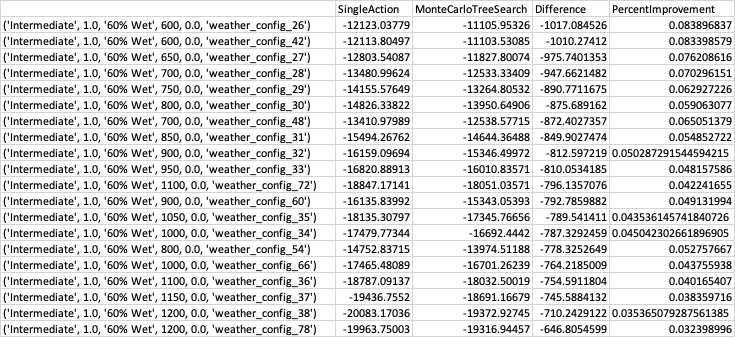 SingleAction MonteCarloTreeSearch Difference PercentImprovement
('Intermediate', 1.0, '60% Wet', 600, 0.0, 'weather_config_26') -12123.03779 -11105.95326 -1017.084526 0.083896837
('Intermediate', 1.0, '60% Wet', 600, 0.0, 'weather_config_42') -12113.80497 -11103.53085 -1010.27412 0.083398579
('Intermediate', 1.0, '60% Wet', 650, 0.0, 'weather_config_27') -12803.54087 -11827.80074 -975.7401353 0.076208616
('Intermediate', 1.0, '60% Wet', 700, 0.0, 'weather_config_28') -13480.99624 -12533.33409 -947.6621482 0.070296151
('Intermediate', 1.0, '60% Wet', 750, 0.0, 'weather_config_29') -14155.57649 -13264.80532 -890.7711675 0.062927226
('Intermediate', 1.0, '60% Wet', 800, 0.0, 'weather_config_30') -14826.33822 -13950.64906 -875.689162 0.059063077
('Intermediate', 1.0, '60% Wet', 700, 0.0, 'weather_config_48') -13410.97989 -12538.57715 -872.4027357 0.065051379
('Intermediate', 1.0, '60% Wet', 850, 0.0, 'weather_config_31') -15494.26762 -14644.36488 -849.9027474 0.054852722
('Intermediate', 1.0, '60% Wet', 900, 0.0, 'weather_config_32') -16159.09694 -15346.49972 -812.597219 0.050287291544594215
('Intermediate', 1.0, '60% Wet', 950, 0.0, 'weather_config_33') -16820.88913 -16010.83571 -810.0534185 0.048157586
('Intermediate', 1.0, '60% Wet', 1100, 0.0, 'weather_config_72') -18847.17141 -18051.03571 -796.1357076 0.042241655
('Intermediate', 1.0, '60% Wet', 900, 0.0, 'weather_config_60') -16135.83992 -15343.05393 -792.7859882 0.049131994
('Intermediate', 1.0, '60% Wet', 1050, 0.0, 'weather_config_35') -18135.30797 -17345.76656 -789.541411 0.043536145741840726
('Intermediate', 1.0, '60% Wet', 1000, 0.0, 'weather_config_34') -17479.77344 -16692.4442 -787.3292459 0.045042302661896905
('Intermediate', 1.0, '60% Wet', 800, 0.0, 'weather_config_54') -14752.83715 -13974.51188 -778.3252649 0.052757667
('Intermediate', 1.0, '60% Wet', 1000, 0.0, 'weather_config_66') -17465.48089 -16701.26239 -764.2185009 0.043755938
('Intermediate', 1.0, '60% Wet', 1100, 0.0, 'weather_config_36') -18787.09137 -18032.50019 -754.5911804 0.040165407
('Intermediate', 1.0, '60% Wet', 1150, 0.0, 'weather_config_37') -19436.7552 -18691.16679 -745.5884132 0.038359716
('Intermediate', 1.0, '60% Wet', 1200, 0.0, 'weather_config_38') -20083.17036 -19372.92745 -710.2429122 0.035365079287561385
('Intermediate', 1.0, '60% Wet', 1200, 0.0, 'weather_config_78') -19963.75003 -19316.94457 -646.8054599 0.032398996